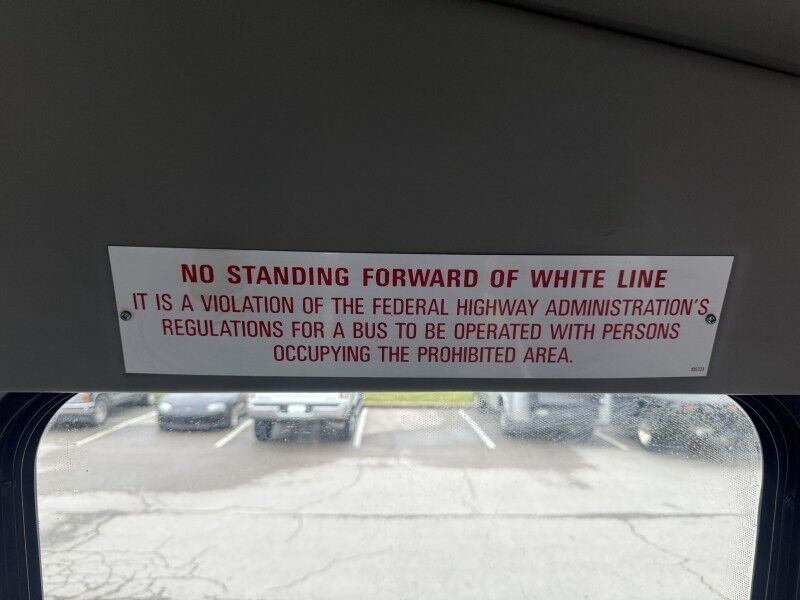 NO STANDING FORWARD OF WHITE LINE
IT IS A VIOLATION OF THE FEDERAL HIGHWAY ADMINISTRATION'S
REGULATIONS FOR A BUS TO BE OPERATED WITH PERSONS
OCCUPYING THE PROHIBITED AREA.